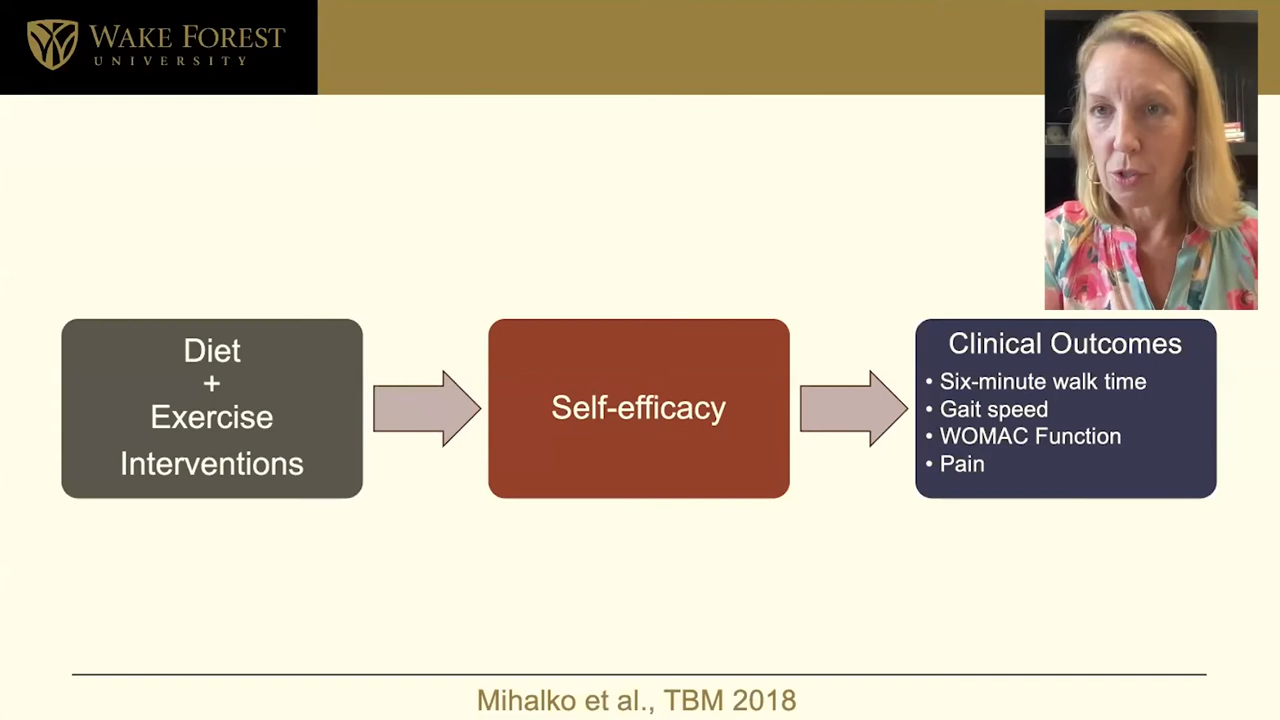 WAKE FOREST
UNIVERSITY
Diet
+
Exercise
Interventions
Self-efficacy
Clinical Outcomes
• Six-minute walk time
• Gait speed
• WOMAC Function
• Pain
Mihalko et al., TBM 2018